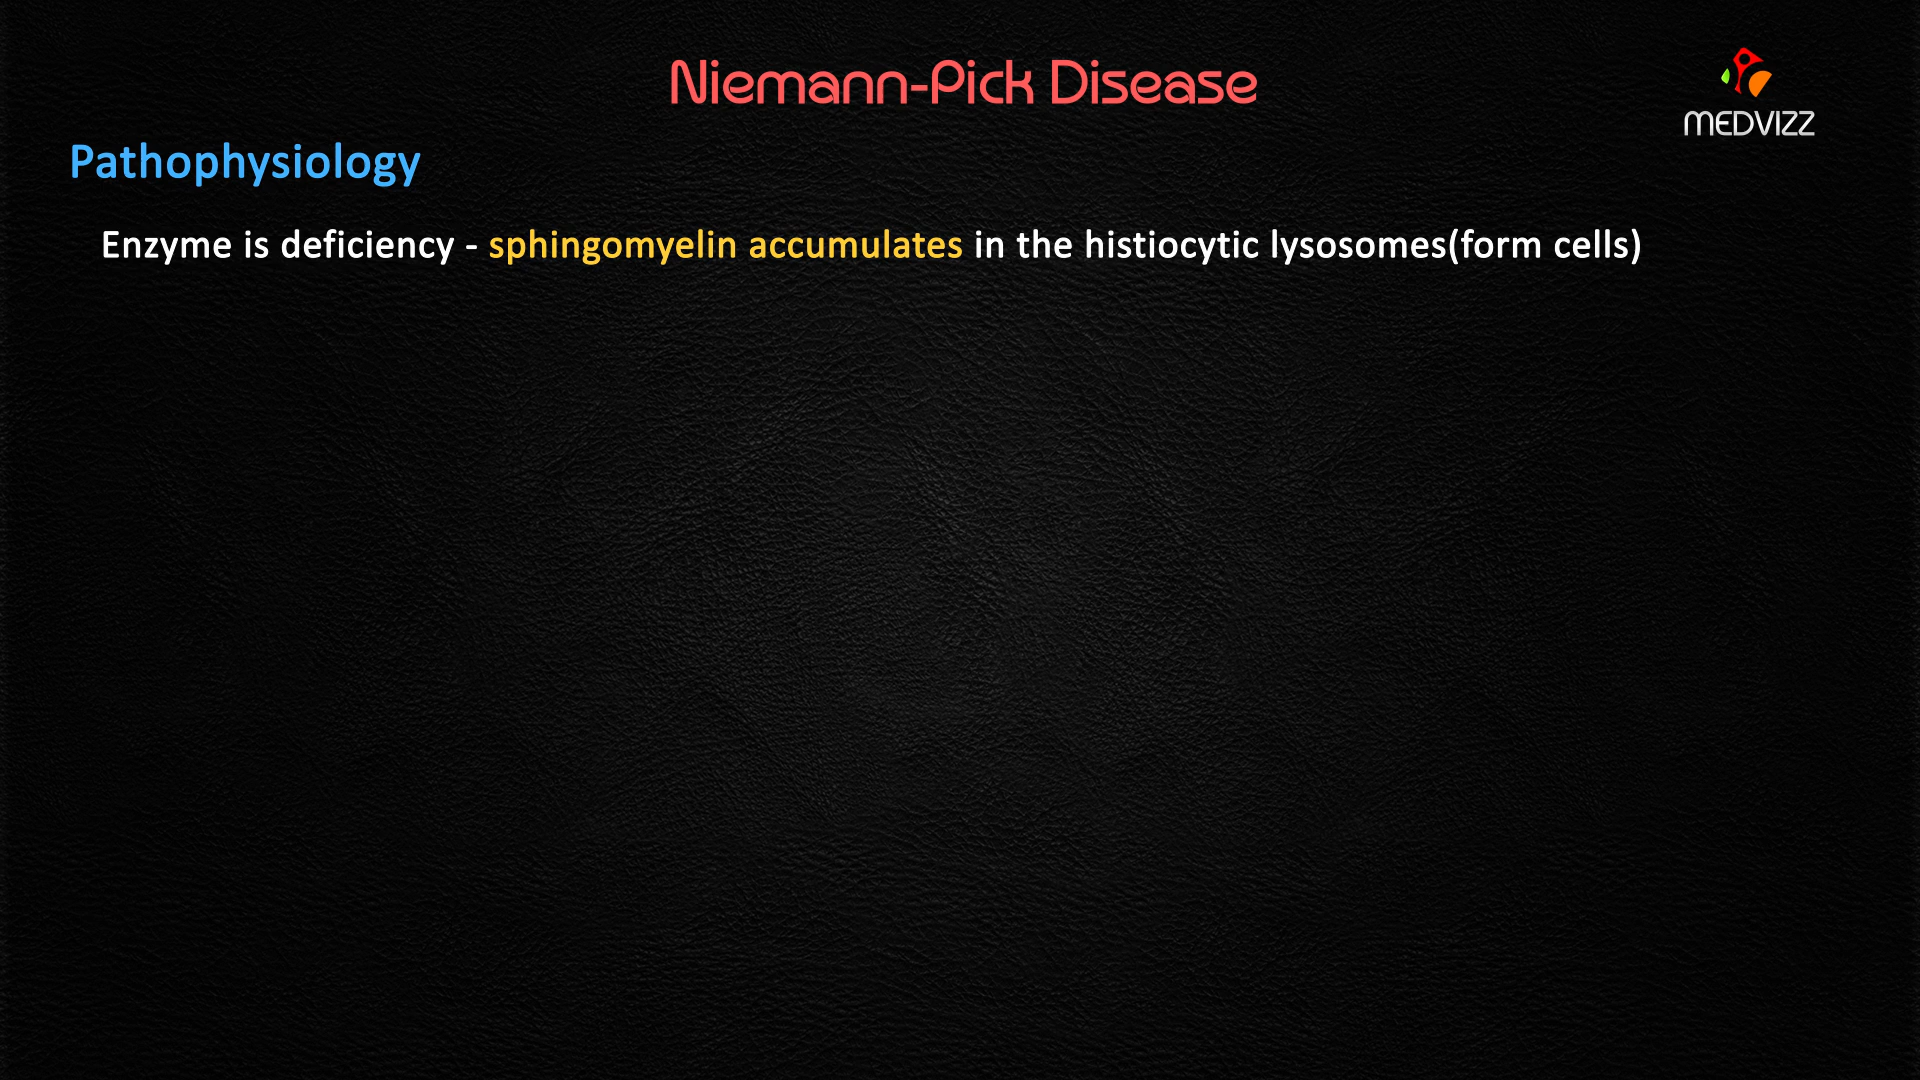 Niemann-Pick Disease
MEDVIZZ
Pathophysiology
Enzyme is deficiency - sphingomyelin accumulates in the histiocytic lysosomes(form cells)